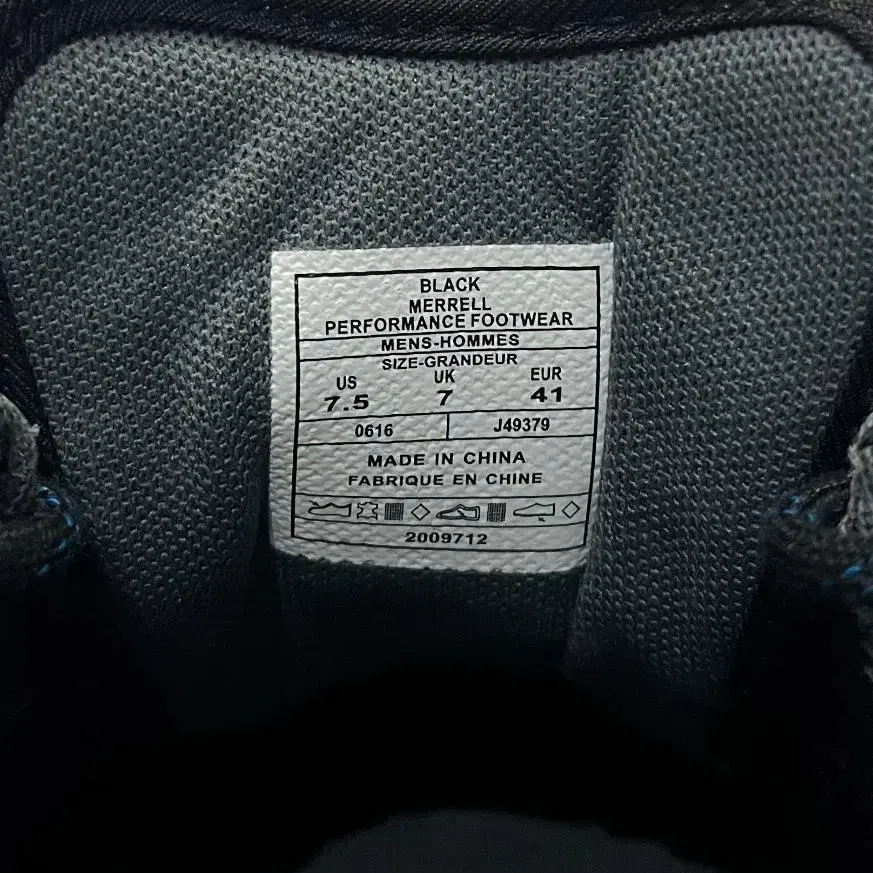 BLACK
MERRELL
PERFORMANCE FOOTWEAR
MENS-HOMMES
SIZE-GRANDEUR
US UK EUR
7.5 7 41
0616 J49379
MADE IN CHINA
FABRIQUE EN CHINE
2009712